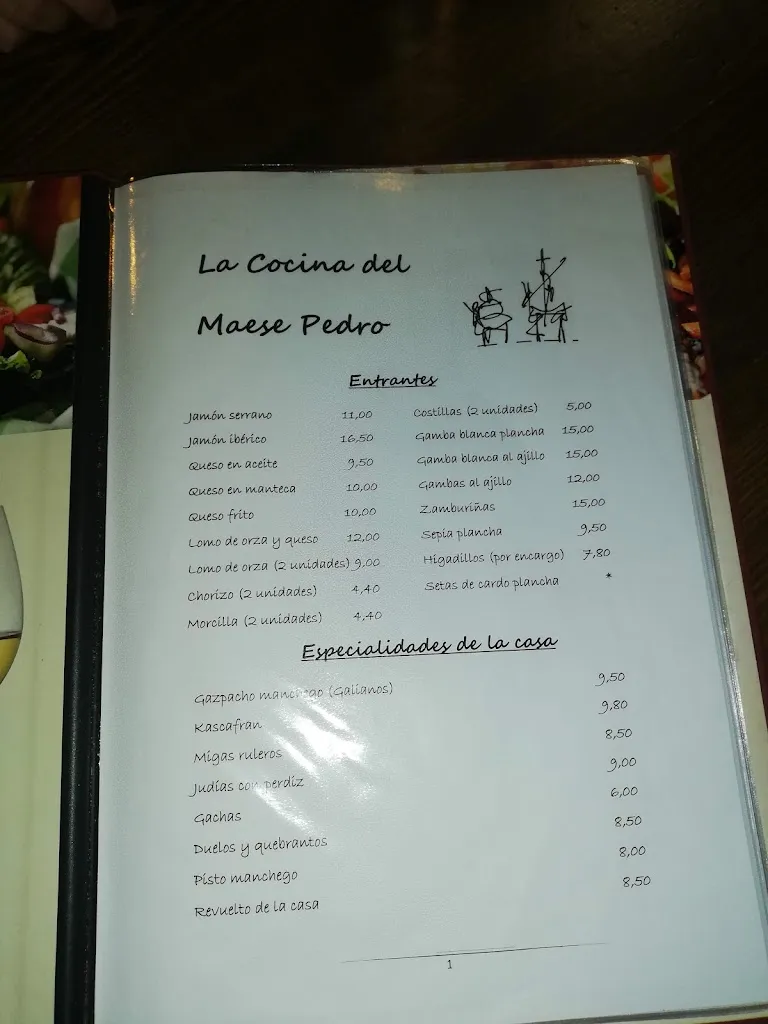 La Cocina del
Maese Pedro
Entrantes
Jamón serrano 11,00
Jamón ibérico 16,50
Queso en aceite 9,50
Queso en manteca 10,00
Queso frito 10,00
Lomo de orza y queso 12,00
Lomo de orza (2 unidades) 9,00
Chorizo (2 unidades) 4,40
Morcilla (2 unidades) 4,40
Costillas (2 unidades) 5,00
Gamba blanca plancha 15,00
Gamba blanca al ajillo 15,00
Gambas al ajillo 12,00
Zamburiñas 15,00
Sepia plancha 9,50
Higadillos (por encargo) 7,80
Setas de cardo plancha *
Especialidades de la casa
Gazpacho manchego (Galianos) 9,50
Kascafran 9,80
Migas ruleros 8,50
Judías con perdiz 9,00
Gachas 6,00
Duelos y quebrantos 8,50
Pisto manchego 8,00
Revuelto de la casa 8,50
1